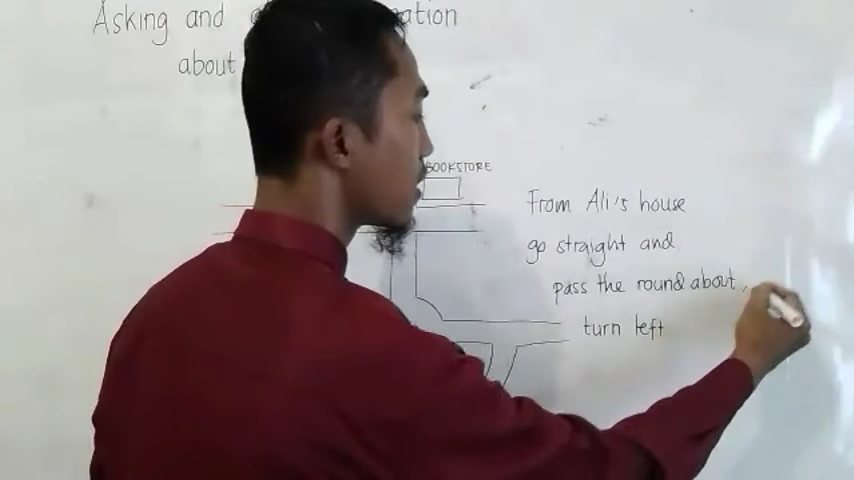 Asking and
about
BOOKSTORE
From Ali's house
go straight and
pass the round about,
turn left